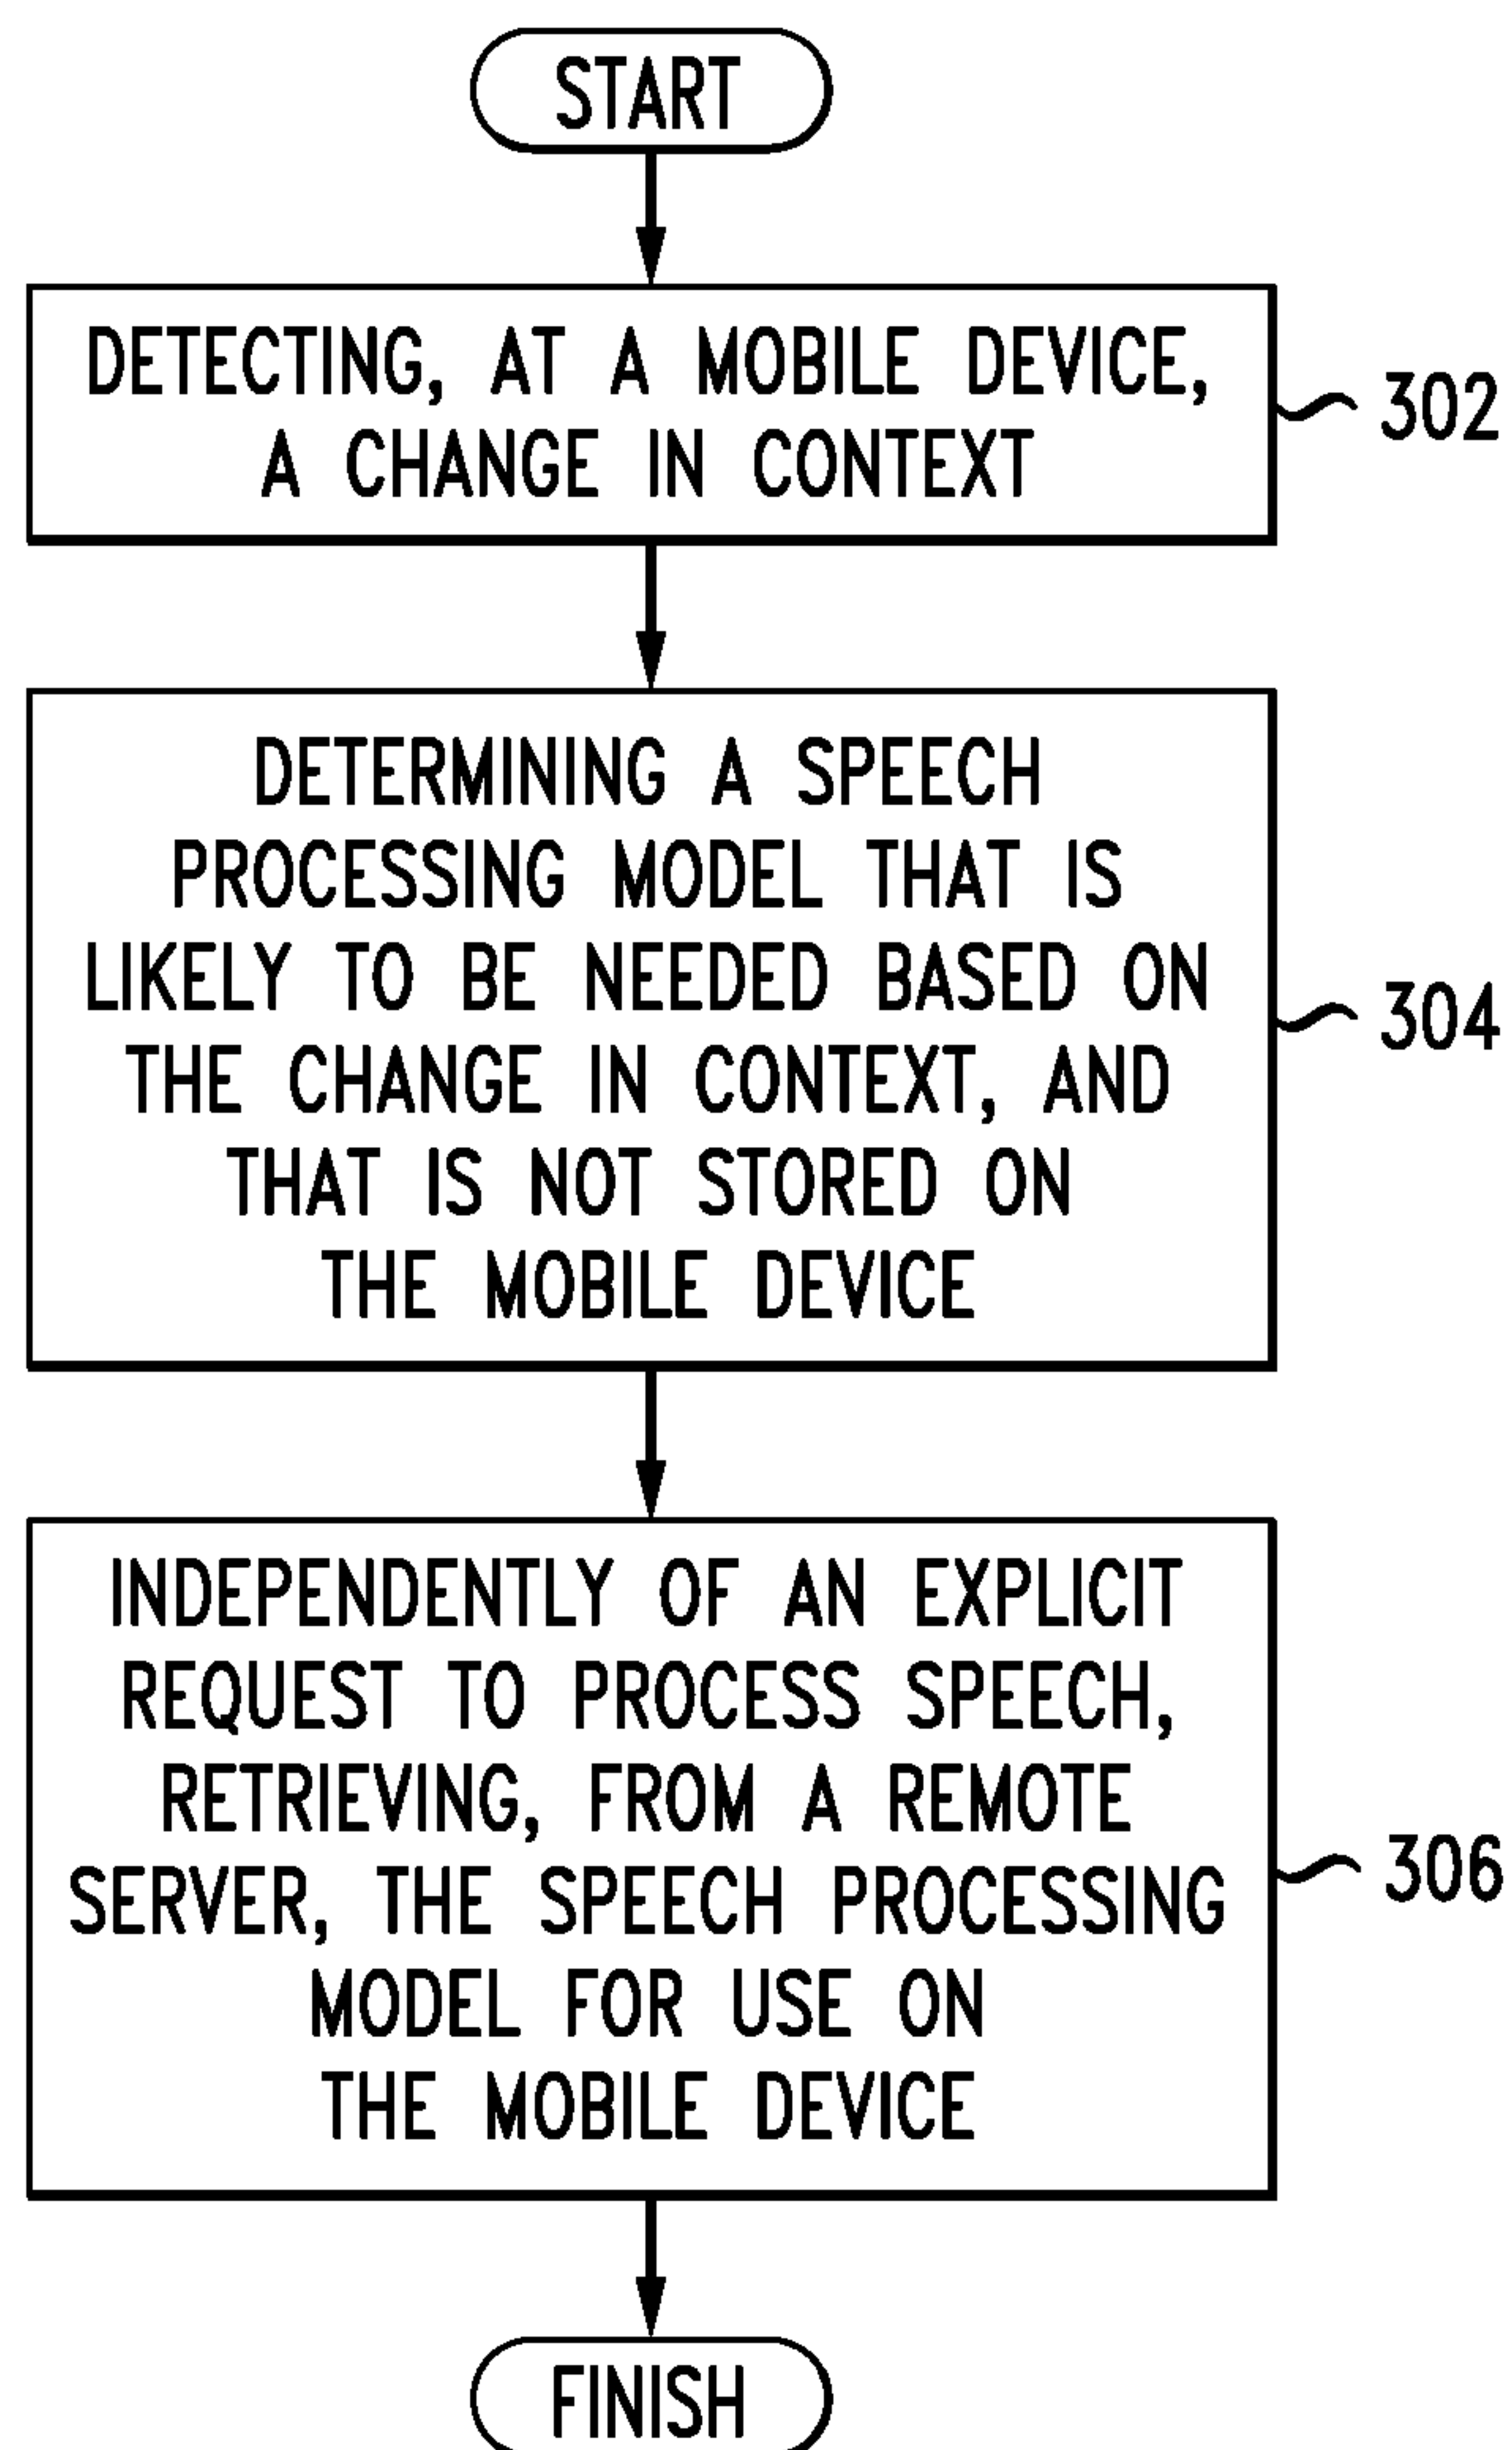 START
DETECTING, AT A MOBILE DEVICE,
A CHANGE IN CONTEXT
302
DETERMINING A SPEECH
PROCESSING MODEL THAT IS
LIKELY TO BE NEEDED BASED ON
THE CHANGE IN CONTEXT, AND
THAT IS NOT STORED ON
THE MOBILE DEVICE
304
INDEPENDENTLY OF AN EXPLICIT
REQUEST TO PROCESS SPEECH,
RETRIEVING, FROM A REMOTE
SERVER, THE SPEECH PROCESSING
MODEL FOR USE ON
THE MOBILE DEVICE
306
FINISH